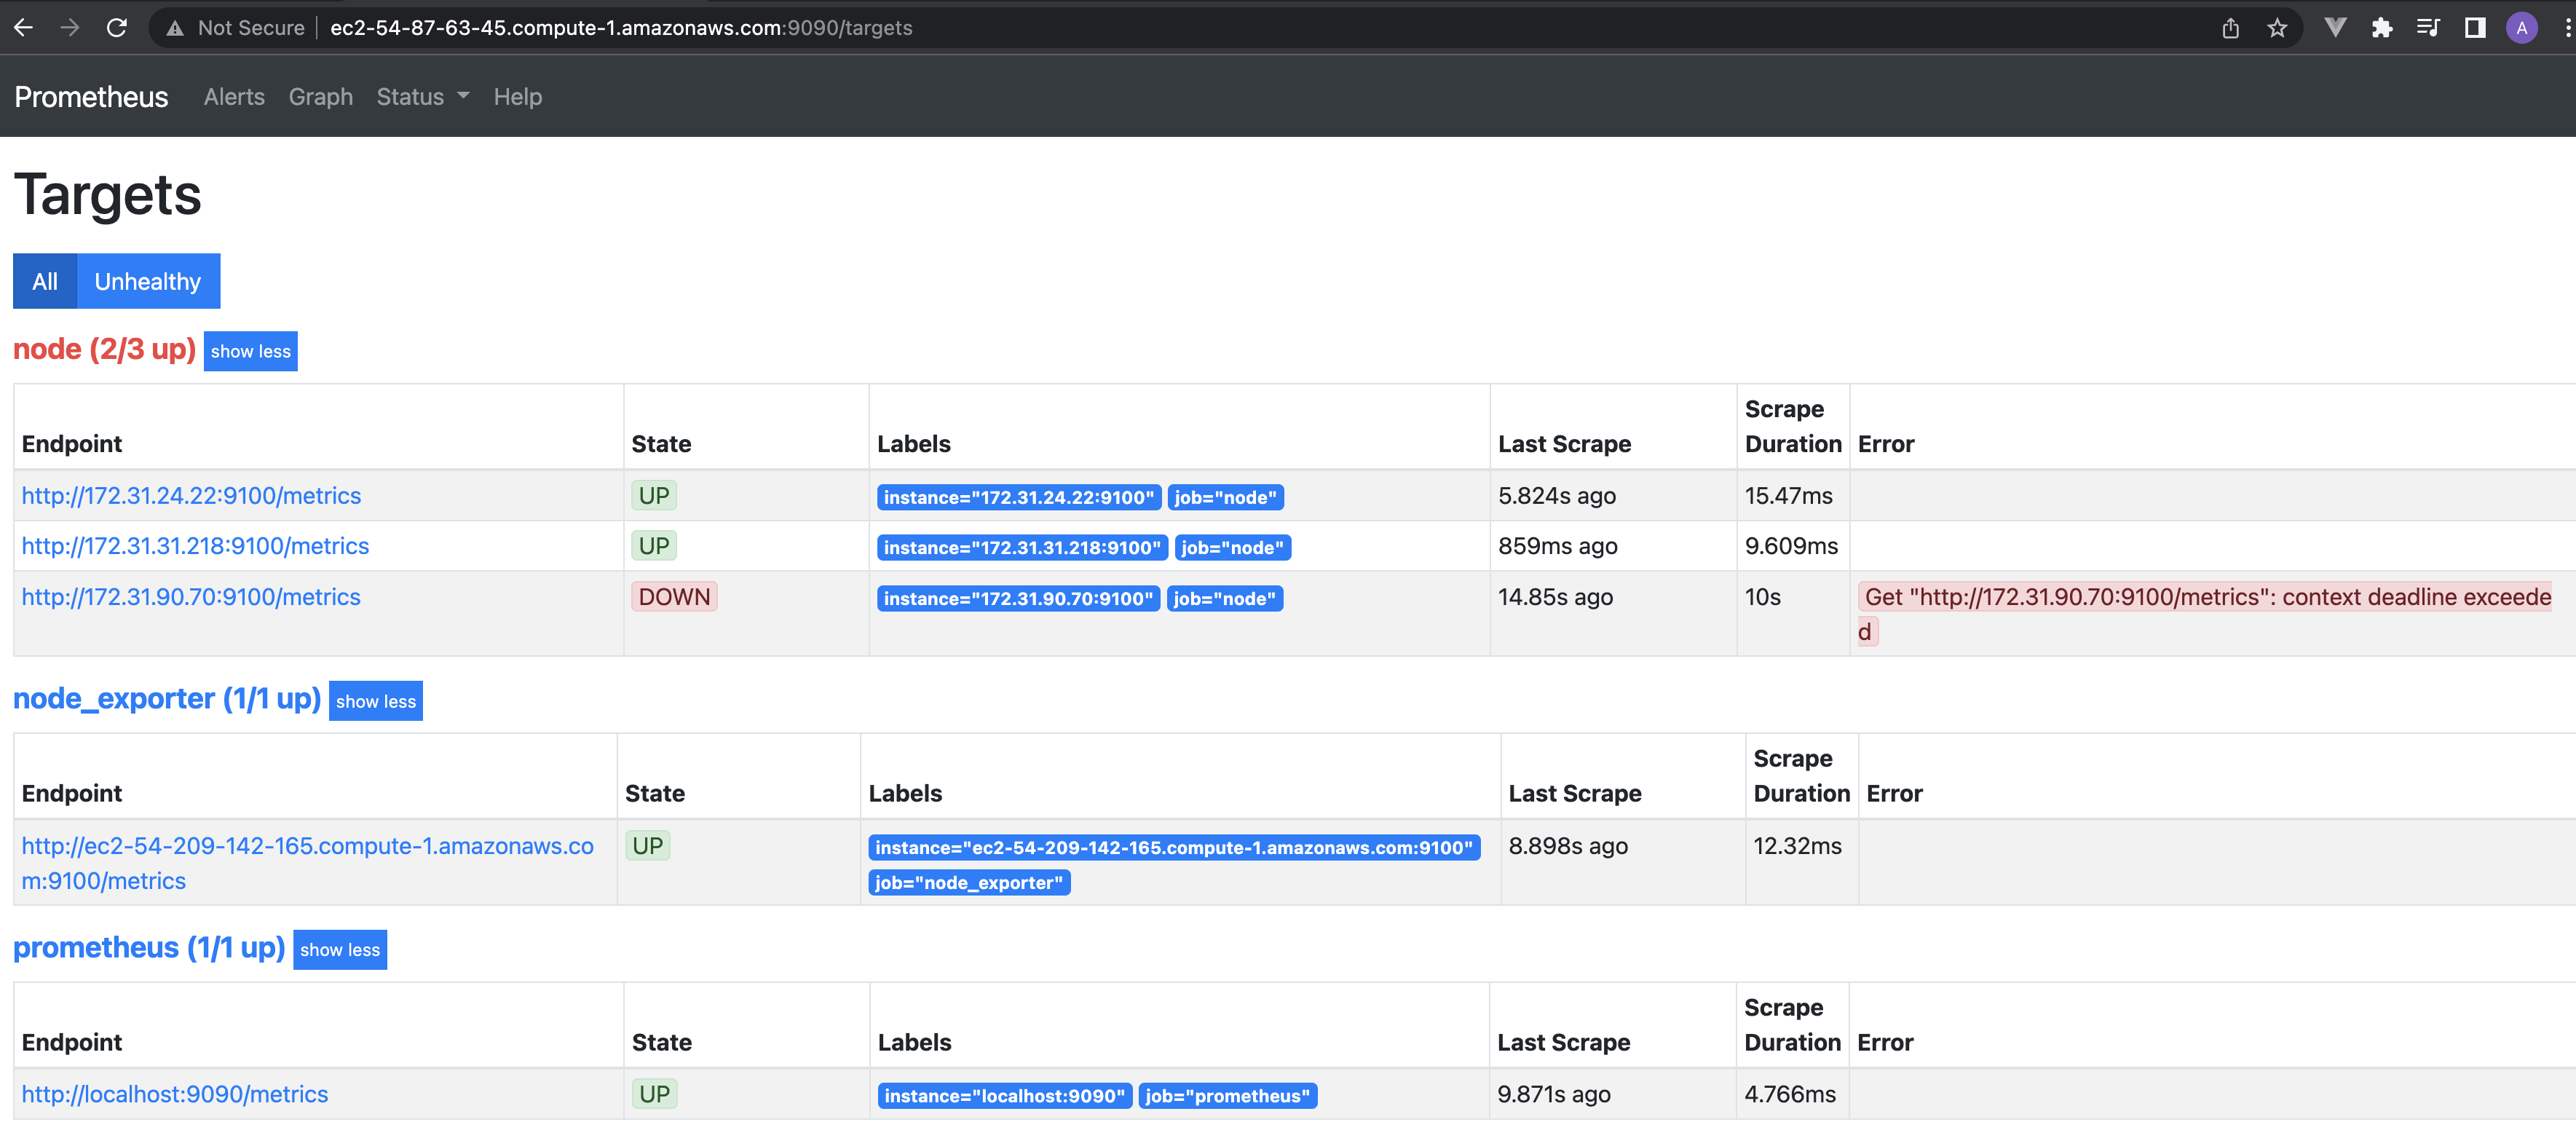 Not Secure ec2-54-87-63-45.compute-1.amazonaws.com:9090/targets A
Prometheus Alerts Graph Status Help
Targets
All Unhealthy
node (2/3 up) show less
Endpoint State Labels Last Scrape Scrape Duration Error
http://172.31.24.22:9100/metrics UP instance="172.31.24.22:9100" job="node" 5.824s ago 15.47ms
http://172.31.31.218:9100/metrics UP instance="172.31.31.218:9100" job="node" 859ms ago 9.609ms
http://172.31.90.70:9100/metrics DOWN instance="172.31.90.70:9100" job="node" 14.85s ago 10s Get "http://172.31.90.70:9100/metrics": context deadline exceede
d
node_exporter (1/1 up) show less
Endpoint State Labels Last Scrape Scrape Duration Error
http://ec2-54-209-142-165.compute-1.amazonaws.co UP instance="ec2-54-209-142-165.compute-1.amazonaws.com:9100" 8.898s ago 12.32ms
m:9100/metrics job="node_exporter"
prometheus (1/1 up) show less
Endpoint State Labels Last Scrape Scrape Duration Error
http://localhost:9090/metrics UP instance="localhost:9090" job="prometheus" 9.871s ago 4.766ms